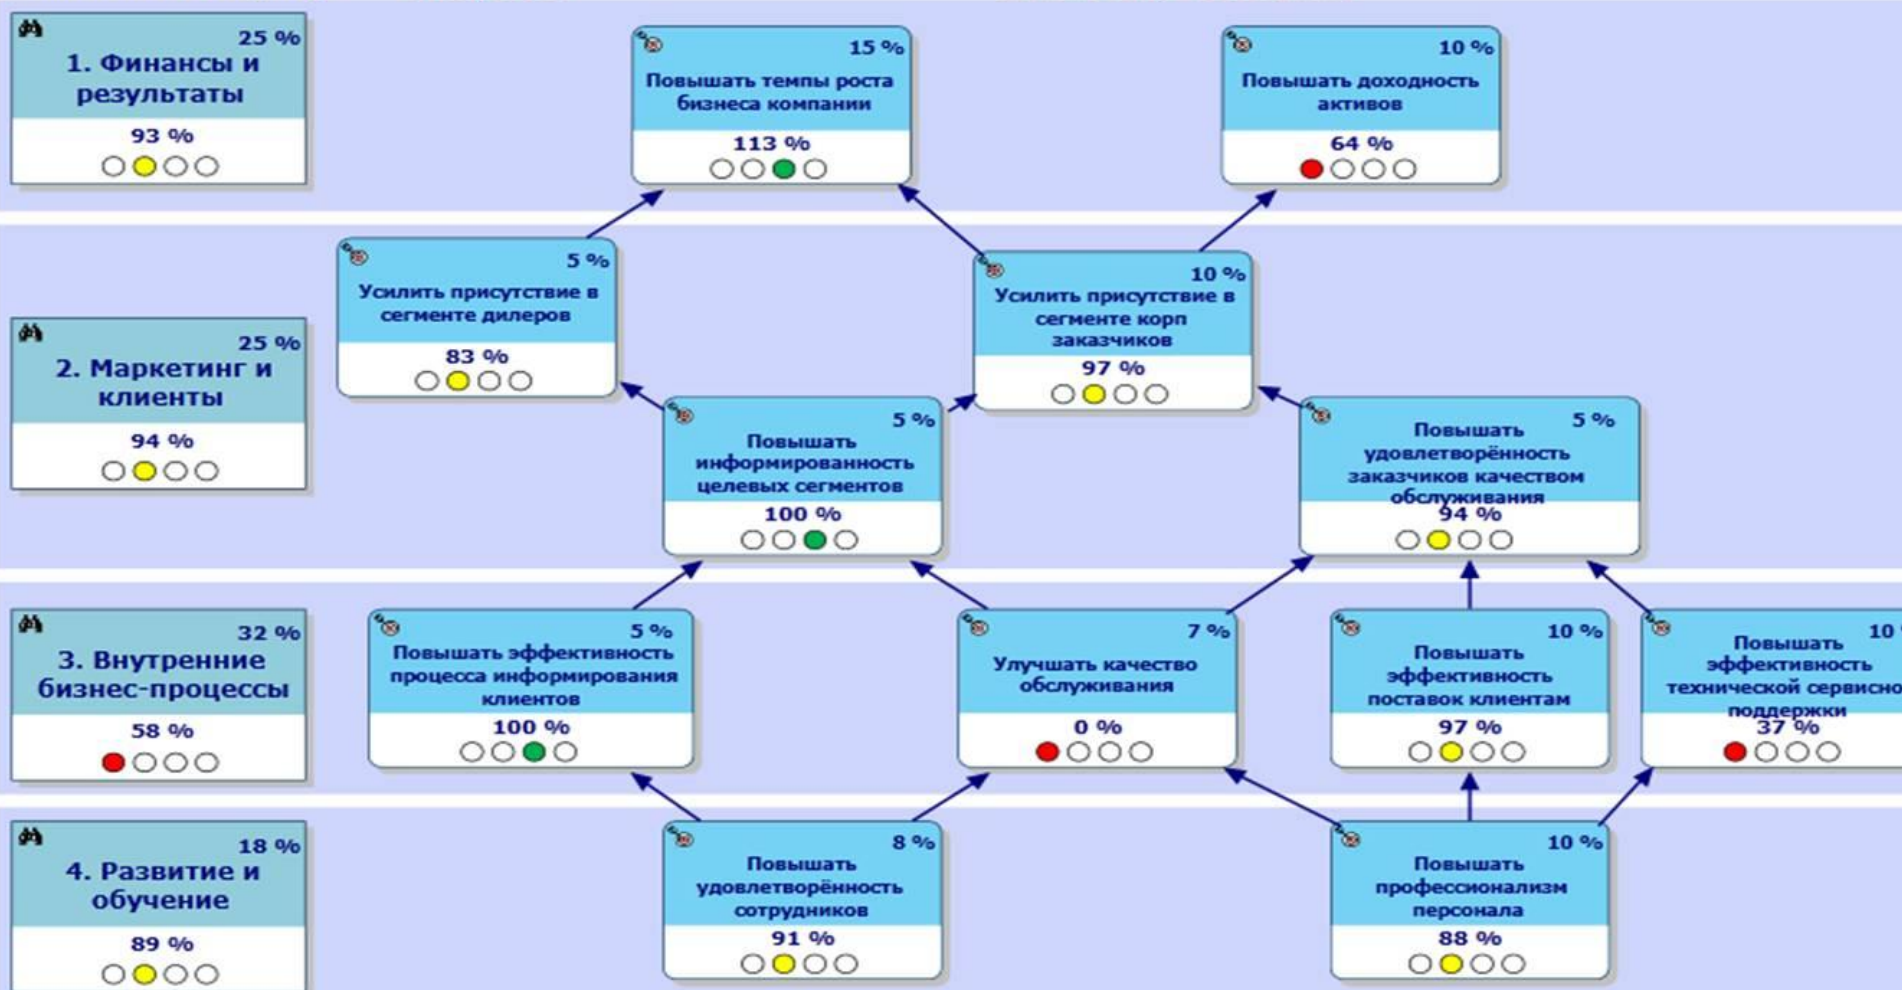 25 %
1. Финансы и
результаты
93 %
15 %
Повышать темпы роста
бизнеса компании
113 %
10 %
Повышать доходность
активов
64 %
25 %
2. Маркетинг и
клиенты
94 %
5 %
Усилить присутствие в
сегменте дилеров
83 %
10 %
Усилить присутствие в
сегменте корп
заказчиков
97 %
5 %
Повышать
информированность
целевых сегментов
100 %
5 %
Повышать
удовлетворённость
заказчиков качеством
обслуживания
94 %
32 %
3. Внутренние
бизнес-процессы
58 %
5 %
Повышать эффективность
процесса информирования
клиентов
100 %
7 %
Улучшать качество
обслуживания
0 %
10 %
Повышать
эффективность
поставок клиентам
97 %
10
Повышать
эффективность
технической сервисно
поддержки
37 %
18 %
4. Развитие и
обучение
89 %
8 %
Повышать
удовлетворённость
сотрудников
91 %
10 %
Повышать
профессионализм
персонала
88 %